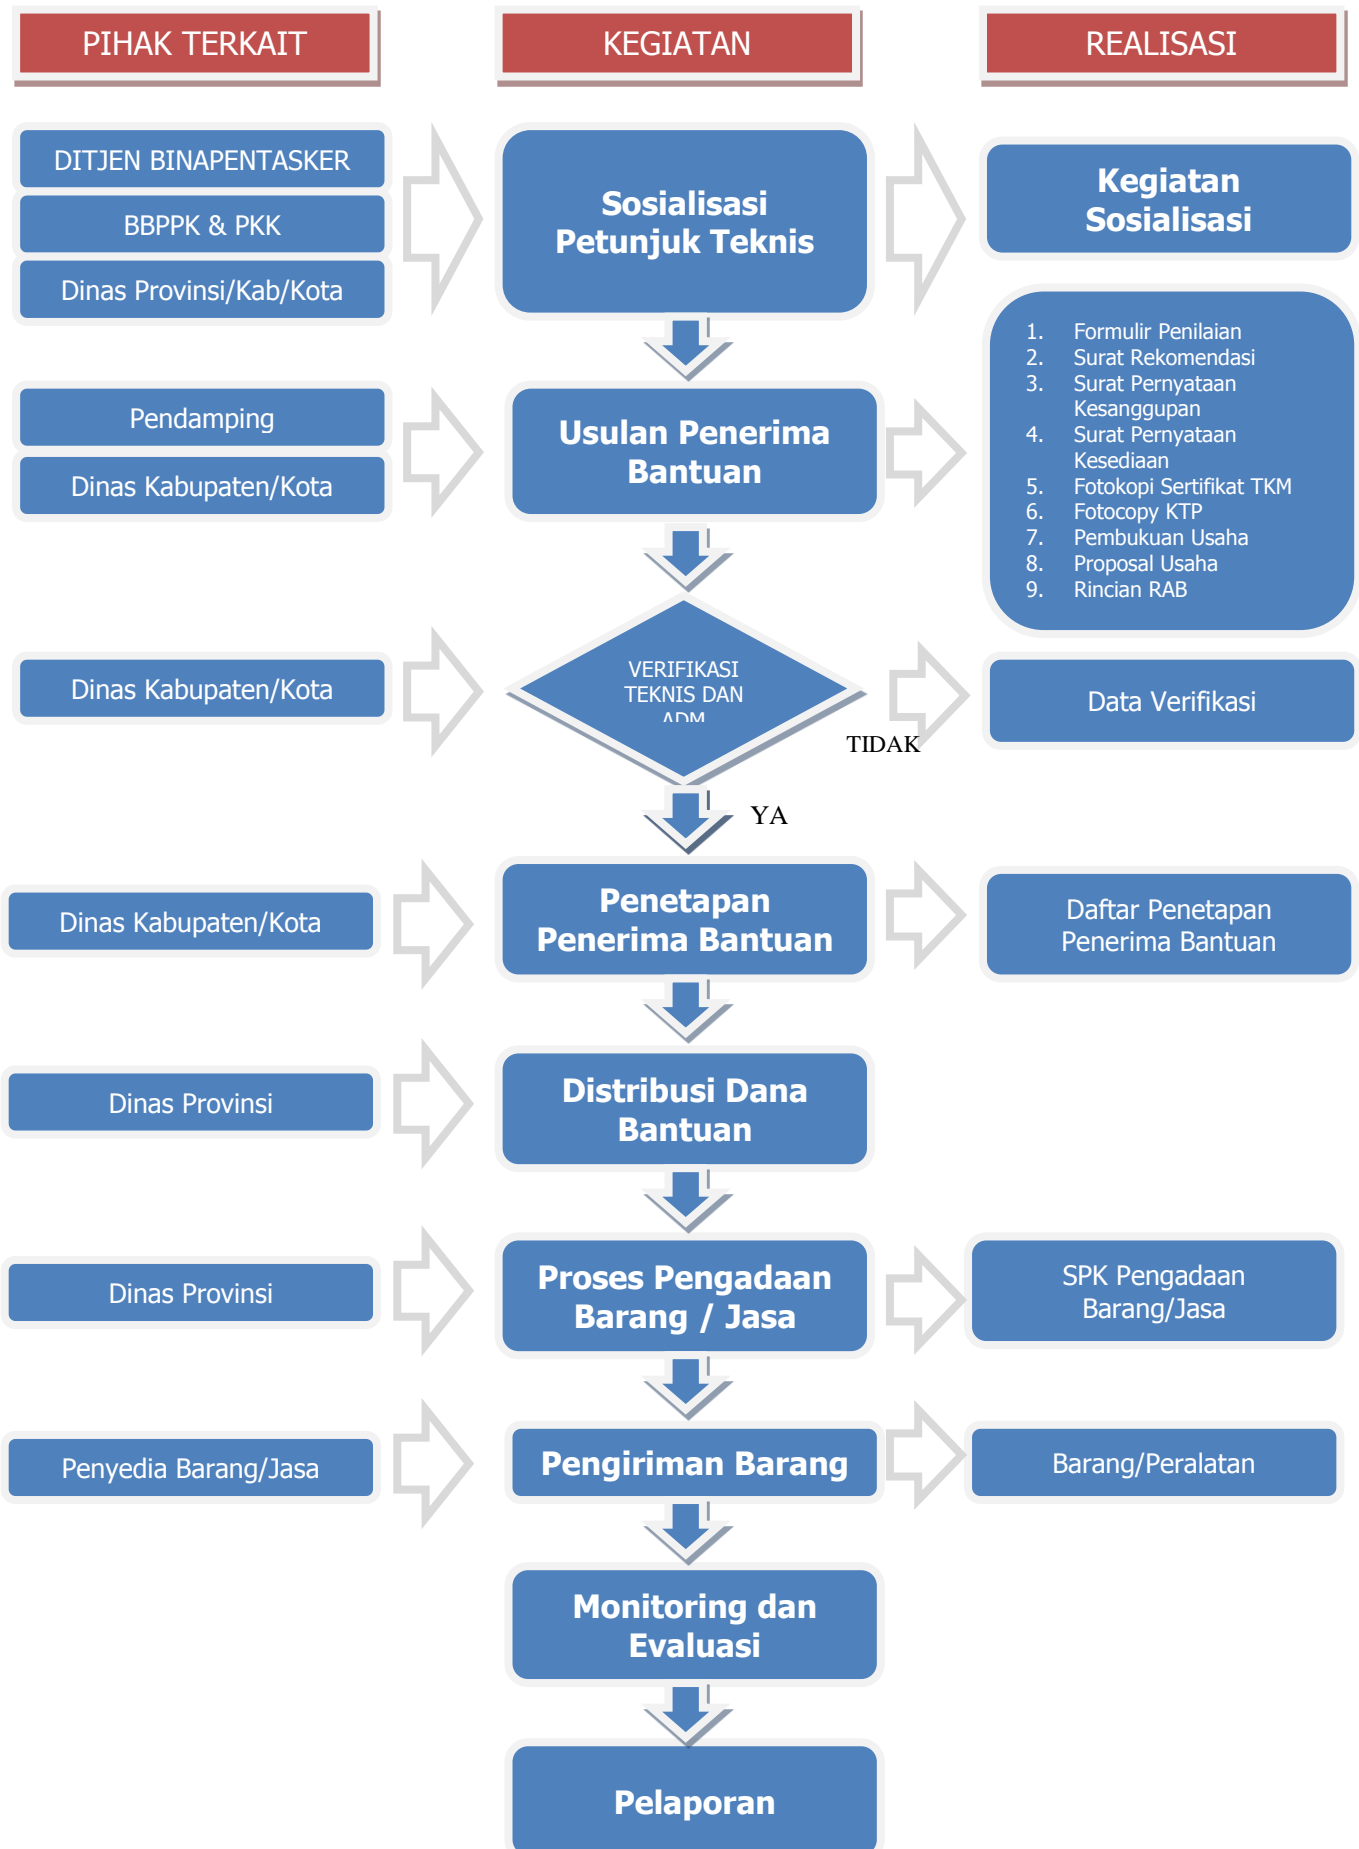 PIHAK TERKAIT
KEGIATAN
REALISASI
DITJEN BINAPENTASKER
BBPPK & PKK
Dinas Provinsi/Kab/Kota
Sosialisasi
Petunjuk Teknis
Kegiatan
Sosialisasi
Pendamping
Dinas Kabupaten/Kota
Usulan Penerima
Bantuan
1. Formulir Penilaian
2. Surat Rekomendasi
3. Surat Pernyataan
Kesanggupan
4. Surat Pernyataan
Kesediaan
5. Fotokopi Sertifikat TKM
6. Fotocopy KTP
7. Pembukuan Usaha
8. Proposal Usaha
9. Rincian RAB
Dinas Kabupaten/Kota
VERIFIKASI
TEKNIS DAN
ADM
TIDAK
Data Verifikasi
YA
Dinas Kabupaten/Kota
Penetapan
Penerima Bantuan
Daftar Penetapan
Penerima Bantuan
Dinas Provinsi
Distribusi Dana
Bantuan
Dinas Provinsi
Proses Pengadaan
Barang / Jasa
SPK Pengadaan
Barang/Jasa
Penyedia Barang/Jasa
Pengiriman Barang
Barang/Peralatan
Monitoring dan
Evaluasi
Pelaporan